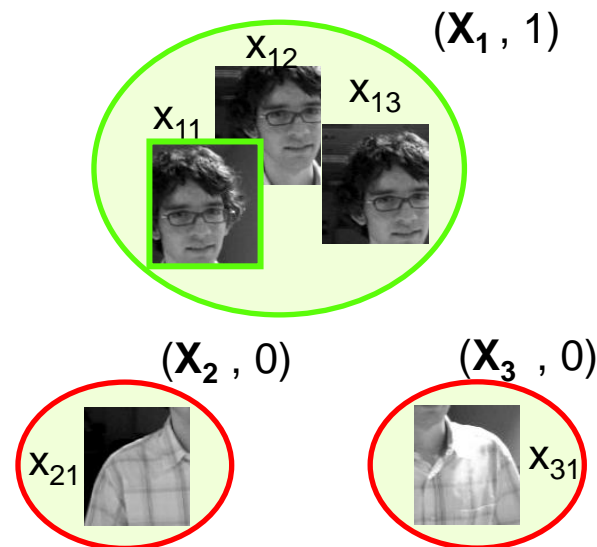 (X₁ , 1)
x₁₂
x₁₃
x₁₁
(X₂ , 0)
(X₃ , 0)
x₂₁
x₃₁